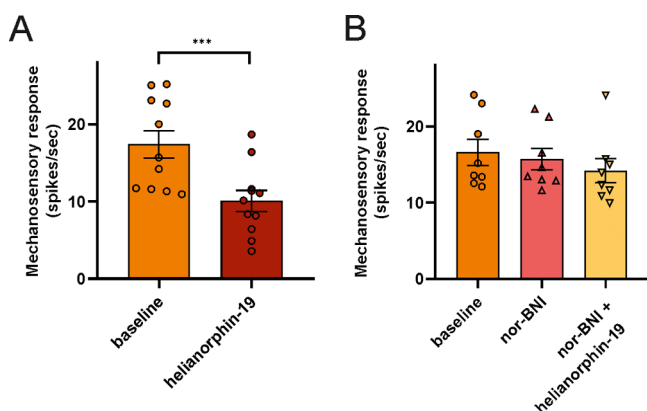 A
***
Mechanosensory response
(spikes/sec)
20
10
0
baseline
helianorphin-19
B
Mechanosensory response
(spikes/sec)
20
10
0
baseline
nor-BNI
nor-BNI +
helianorphin-19